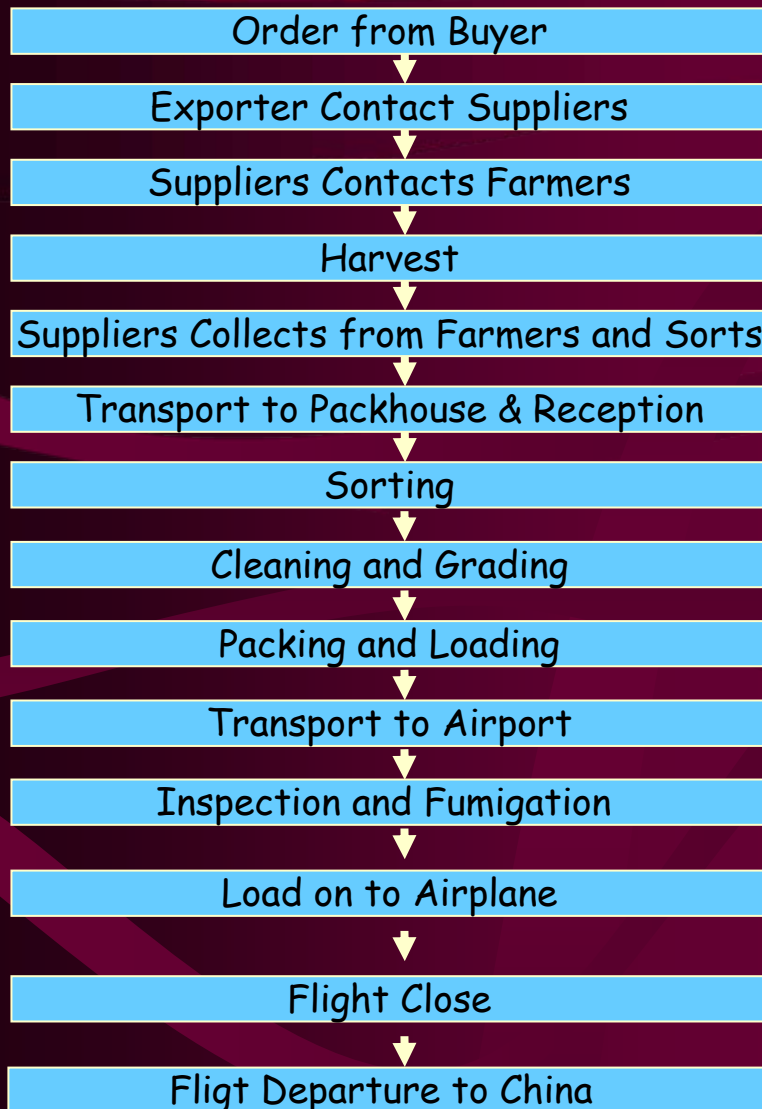 Order from Buyer
Exporter Contact Suppliers
Suppliers Contacts Farmers
Harvest
Suppliers Collects from Farmers and Sorts
Transport to Packhouse & Reception
Sorting
Cleaning and Grading
Packing and Loading
Transport to Airport
Inspection and Fumigation
Load on to Airplane
Flight Close
Fligt Departure to China